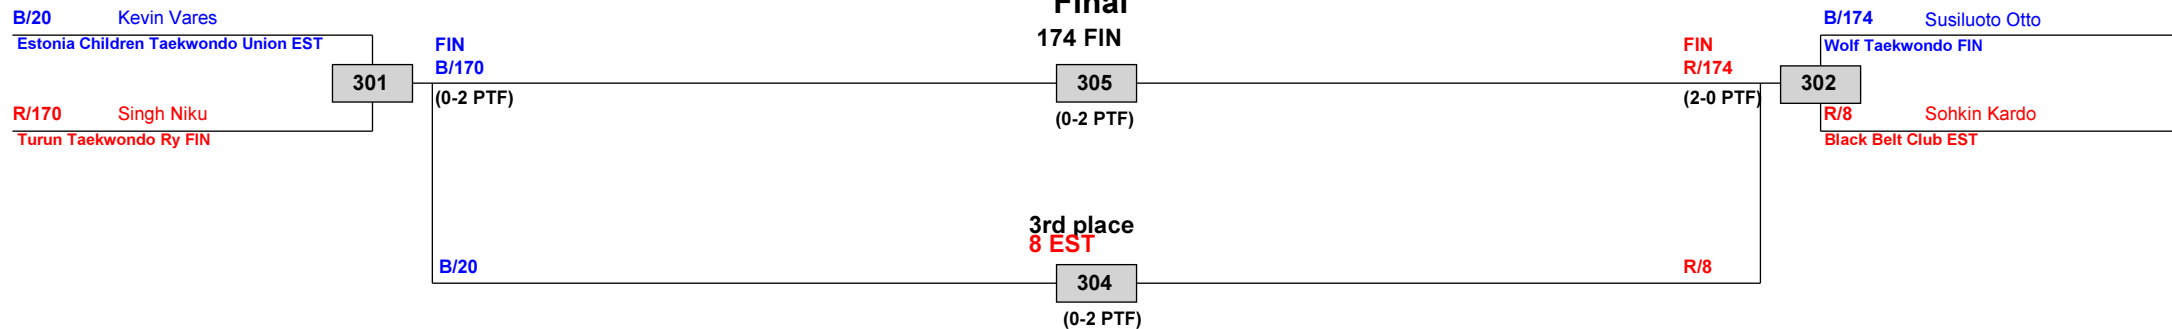 Final
174 FIN
B/20 Kevin Vares
Estonia Children Taekwondo Union EST
301
R/170 Singh Niku
Turun Taekwondo Ry FIN
FIN
B/170
(0-2 PTF)
305
(0-2 PTF)
FIN
R/174
(2-0 PTF)
302
B/174 Susiluoto Otto
Wolf Taekwondo FIN
R/8 Sohkin Kardo
Black Belt Club EST
3rd place
8 EST
B/20
304
R/8
(0-2 PTF)